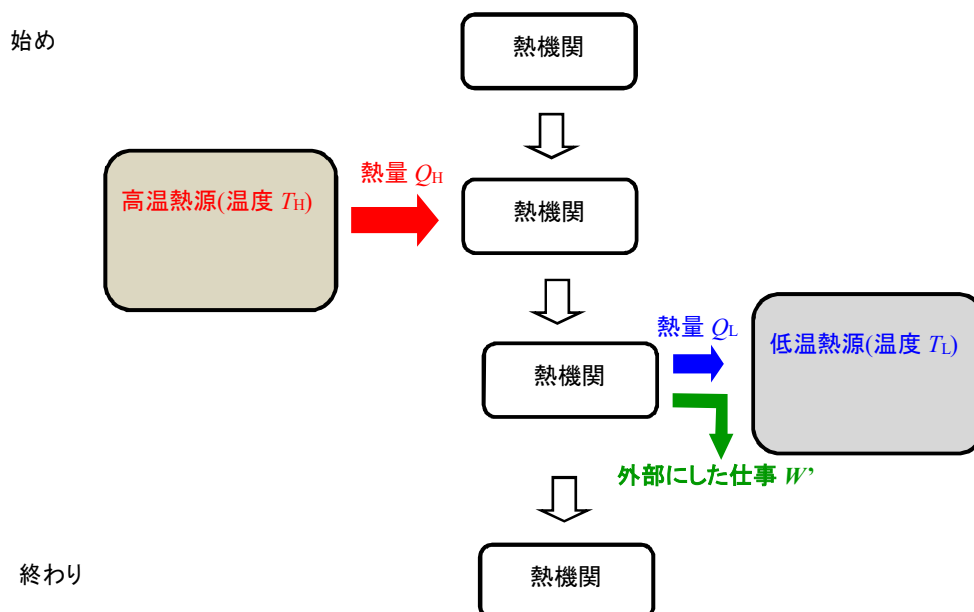 始め
熱機関
熱量 QH
高温熱源(温度 TH)
熱機関
熱量 QL
低温熱源(温度 TL)
熱機関
外部にした仕事 W’
終わり
熱機関